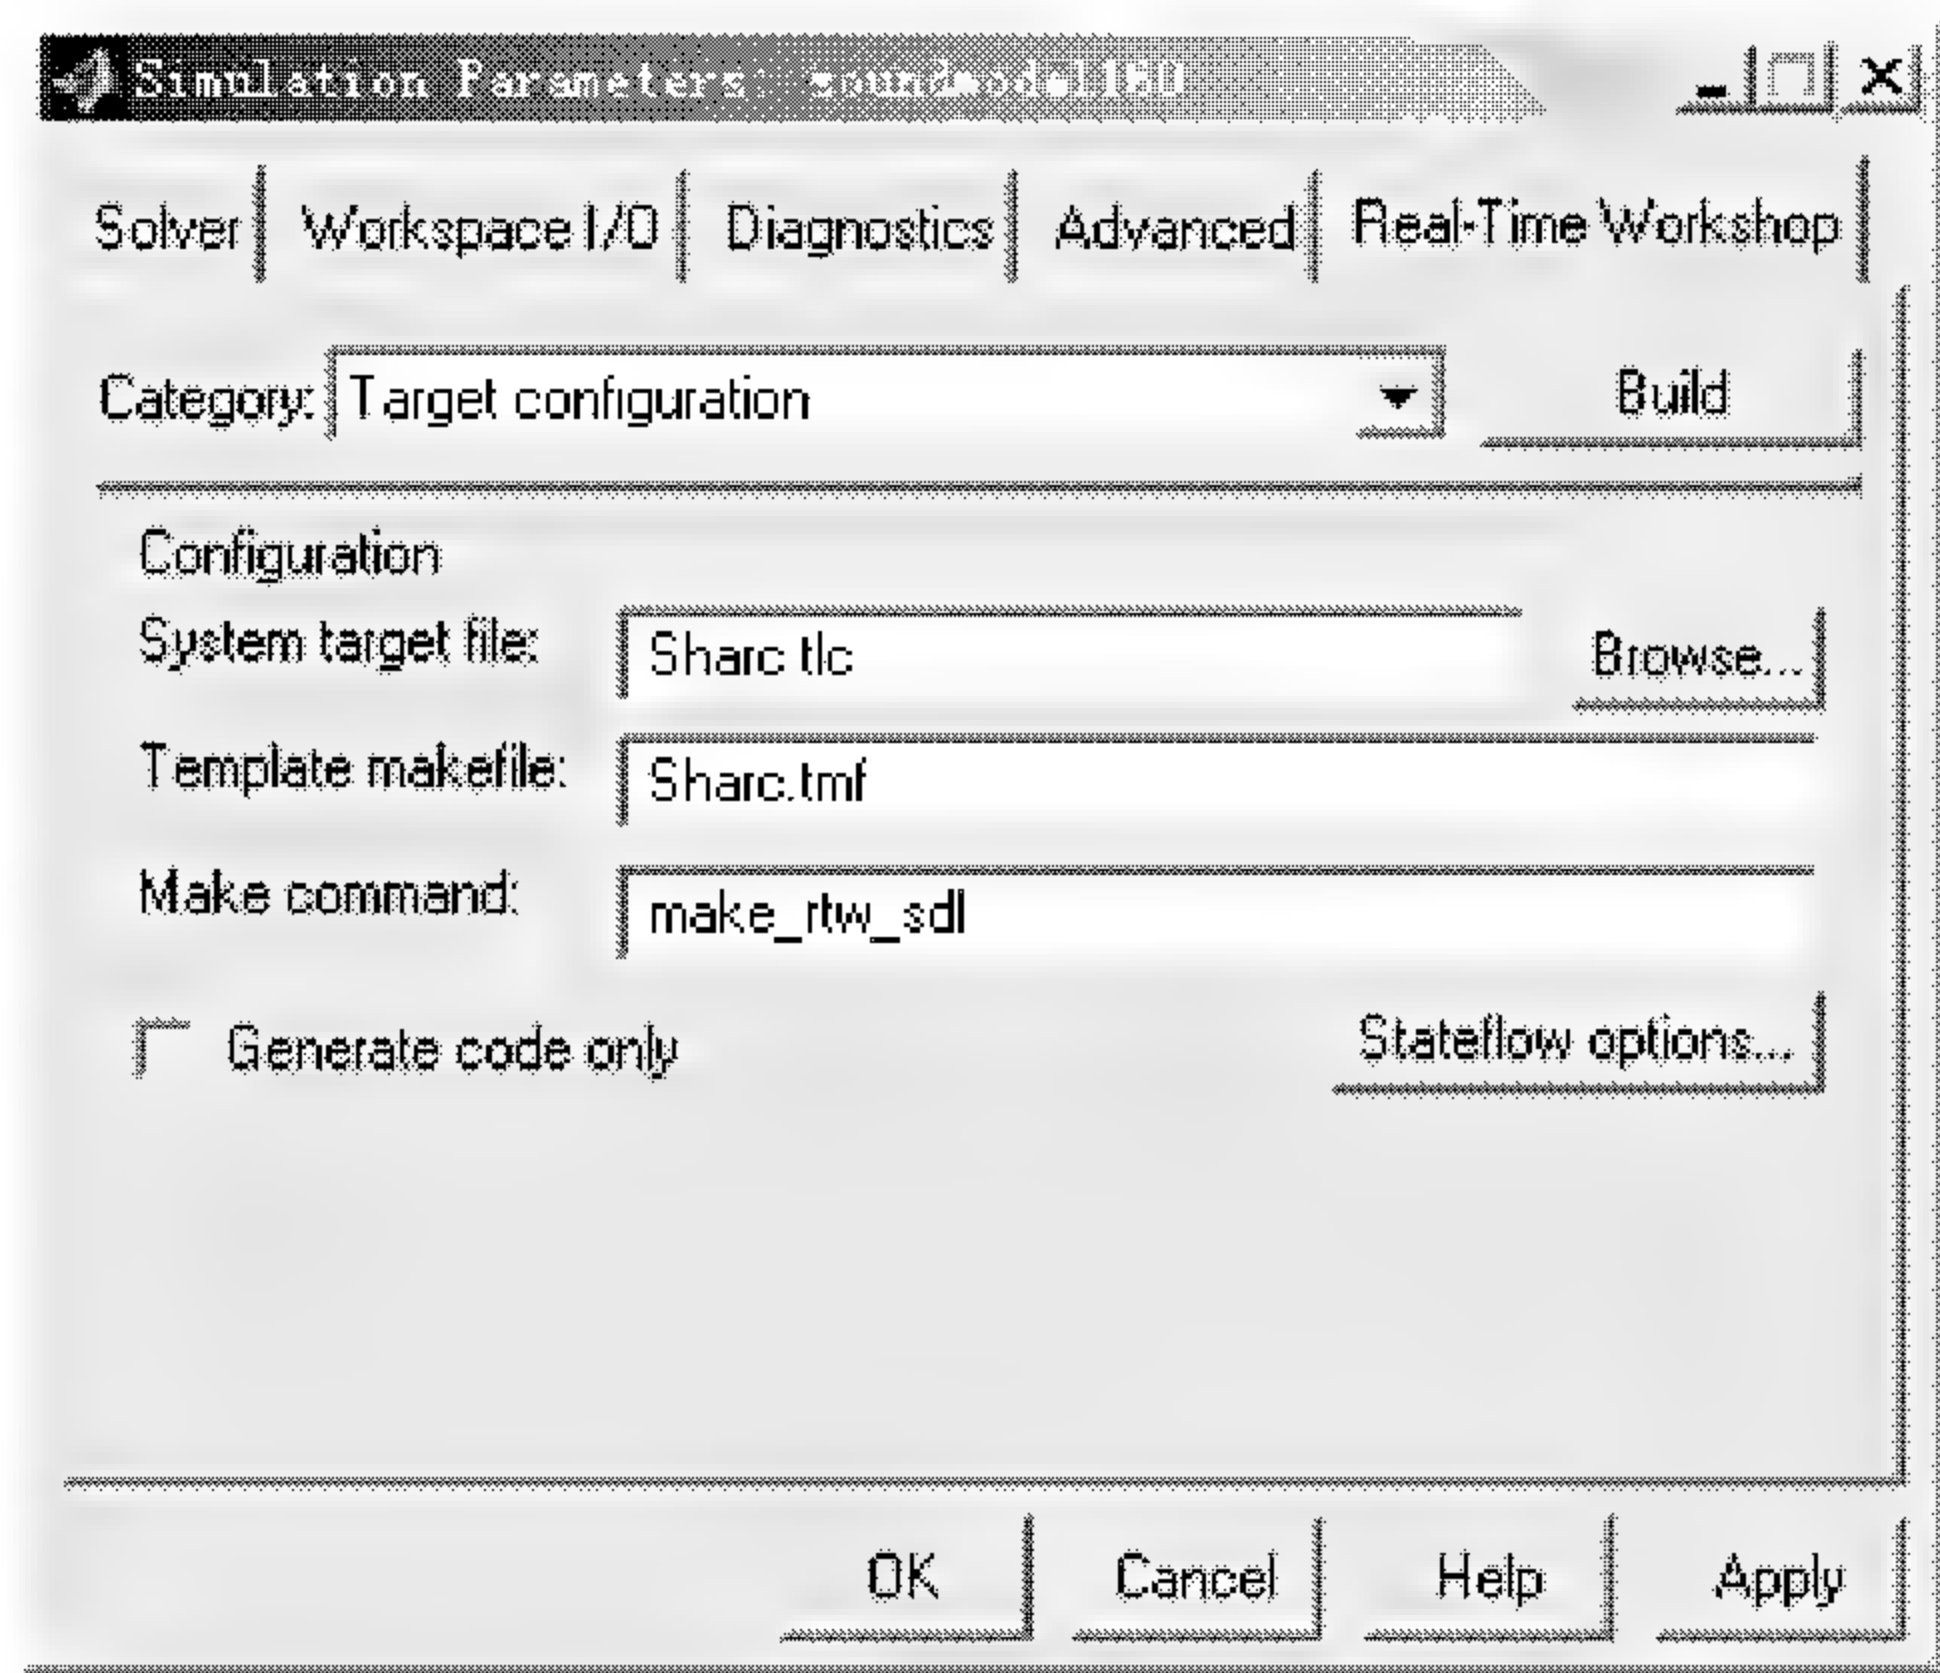 Simulation Parameters: soundmodel150
Solver Workspace I/O Diagnostics Advanced Real-Time Workshop
Category: Target configuration Build
Configuration
System target file: Sharc tlc Browse...
Template makefile: Sharc.tmf
Make command: make_rtw_sdl
Generate code only Stateflow options...
OK Cancel Help Apply